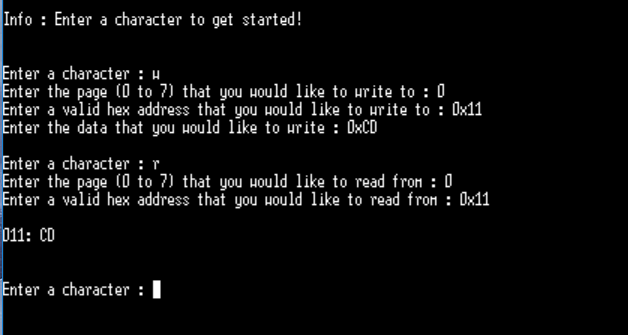 Info : Enter a character to get started!
Enter a character : w
Enter the page (0 to 7) that you would like to write to : 0
Enter a valid hex address that you would like to write to : 0x11
Enter the data that you would like to write : 0xCD
Enter a character : r
Enter the page (0 to 7) that you would like to read from : 0
Enter a valid hex address that you would like to read from : 0x11
011: CD
Enter a character :